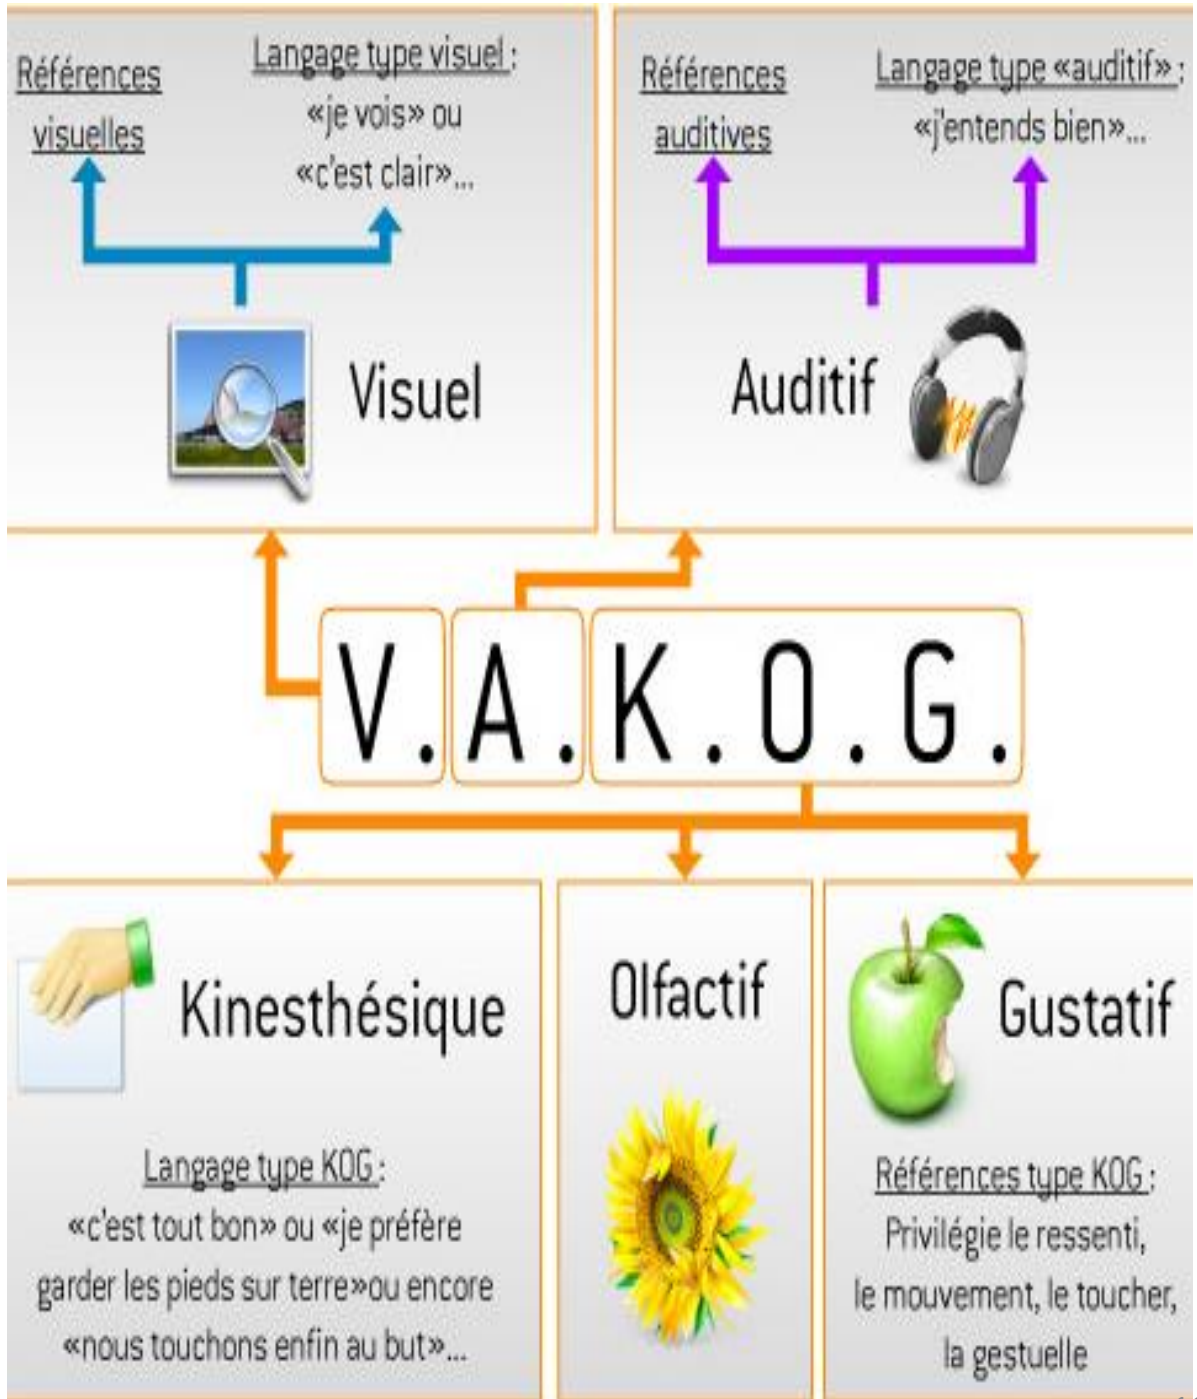 Références
visuelles
Langage type visuel :
«je vois» ou
«c'est clair»...
Visuel
Références
auditives
Langage type «auditif» :
«j'entends bien»...
Auditif
V.A.K.O.G.
Kinesthésique
Langage type KOG :
«c'est tout bon» ou «je préfère
garder les pieds sur terre»ou encore
«nous touchons enfin au but»...
Olfactif
Gustatif
Références type KOG :
Privilégie le ressenti,
le mouvement, le toucher,
la gestuelle